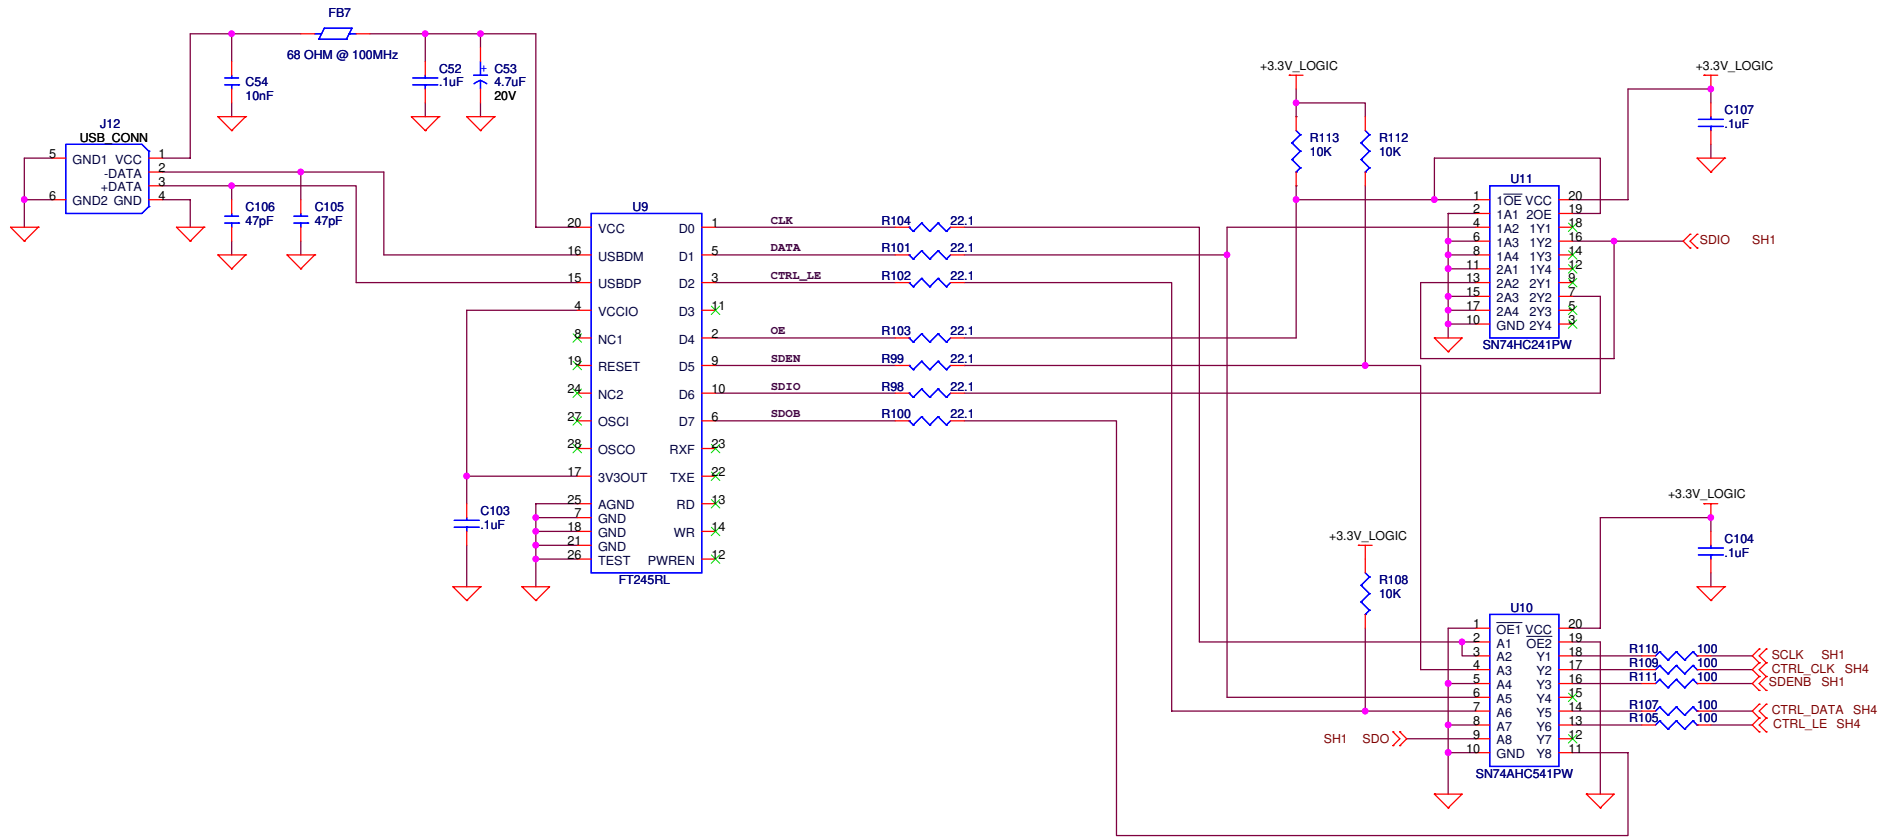 FB7
68 OHM @ 100MHz
C54
10nF
C52
.1uF
C53
4.7uF
20V
+
J12
USB_CONN
5 GND1 VCC 1
-DATA 2
+DATA 3
6 GND2 GND 4
C106
47pF
C105
47pF
U9
20 VCC D0 1
16 USBDM D1 5
15 USBDP D2 3
4 VCCIO D3 11
8 NC1 D4 2
19 RESET D5 9
24 NC2 D6 10
27 OSCI D7 6
28 OSCO RXF 23
17 3V3OUT TXE 22
25 AGND RD 13
7 GND
18 GND WR 14
21 GND
26 TEST PWREN 12
FT245RL
C103
.1uF
CLK R104 22.1
DATA R101 22.1
CTRL_LE R102 22.1
OE R103 22.1
SDEN R99 22.1
SDIO R98 22.1
SDOB R100 22.1
+3.3V_LOGIC
R113
10K
R112
10K
+3.3V_LOGIC
C107
.1uF
U11
1 1OE VCC 20
2 1A1 2OE 19
4 1A2 1Y1 18
6 1A3 1Y2 16
8 1A4 1Y3 14
11 2A1 1Y4 12
13 2A2 2Y1 9
15 2A3 2Y2 7
17 2A4 2Y3 5
10 GND 2Y4 3
SN74HC241PW
SDIO SH1
+3.3V_LOGIC
C104
.1uF
+3.3V_LOGIC
R108
10K
U10
1 OE1 VCC 20
2 A1 OE2 19
3 A2 Y1 18
4 A3 Y2 17
5 A4 Y3 16
6 A5 Y4 15
7 A6 Y5 14
8 A7 Y6 13
9 A8 Y7 12
10 GND Y8 11
SN74AHC541PW
SH1 SDO
R110 100 SCLK SH1
R109 100 CTRL_CLK SH4
R111 100 SDENB SH1
R107 100 CTRL_DATA SH4
R105 100 CTRL_LE SH4